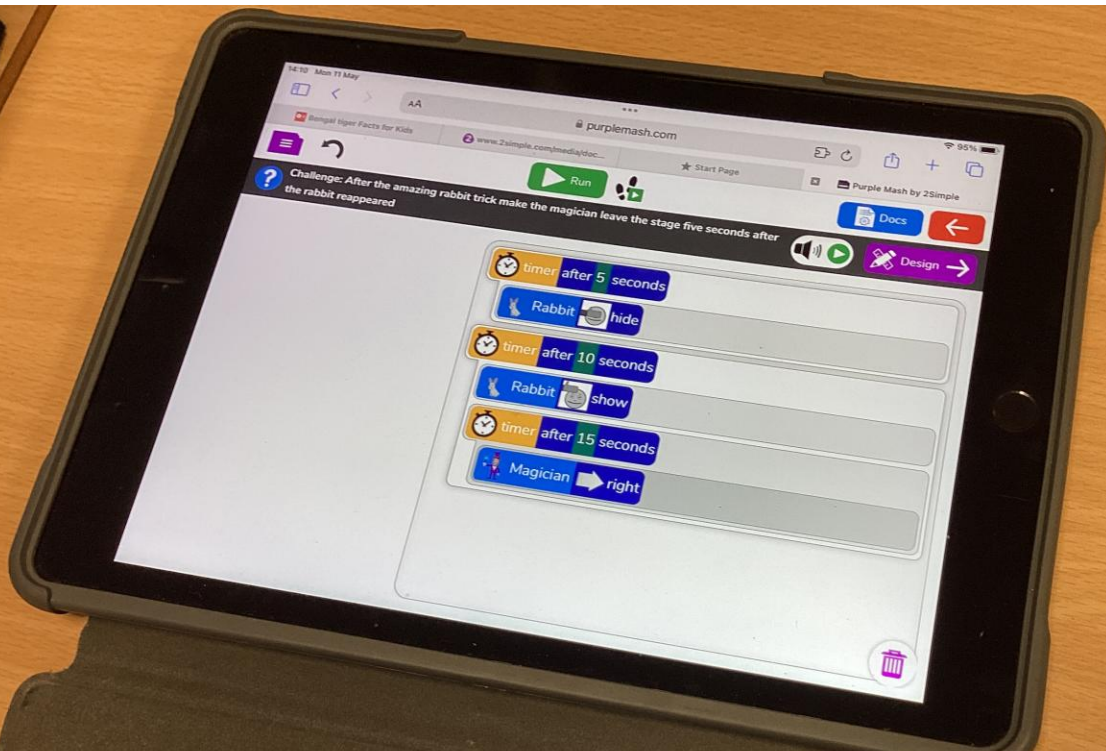 14:10 Mon 11 May
95%
AA
purplemash.com
Bengal tiger Facts for Kids
www.2simple.com/media/doc...
Start Page
Purple Mash by 2Simple
Run
Docs
Challenge: After the amazing rabbit trick make the magician leave the stage five seconds after
the rabbit reappeared
Design
timer after 5 seconds
Rabbit hide
timer after 10 seconds
Rabbit show
timer after 15 seconds
Magician right